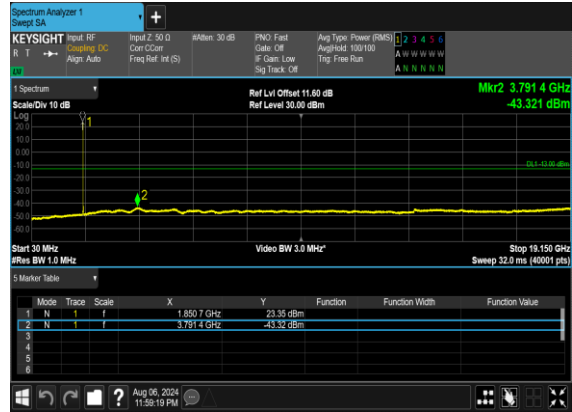 Spectrum Analyzer 1
Swept SA
+
KEYSIGHT Input: RF Input Z: 50 Ω #Atten: 30 dB PNO: Fast Avg Type: Power (RMS) 1 2 3 4 5 6
R T Coupling: DC Corr CCorr Gate: Off Avg|Hold: 100/100 A W W W W W
Align: Auto Freq Ref: Int (S) IF Gain: Low Trig: Free Run
Sig Track: Off A N N N N N
1 Spectrum Ref Lvl Offset 11.60 dB Mkr2 3.791 4 GHz
Scale/Div 10 dB Ref Level 30.00 dBm -43.321 dBm
Log
1
20.0
10.0
0.00
-10.0
DL1 -13.00 dBm
-20.0
-30.0
2
-40.0
-50.0
-60.0
Start 30 MHz Video BW 3.0 MHz* Stop 19.150 GHz
#Res BW 1.0 MHz Sweep 32.0 ms (40001 pts)
5 Marker Table
Mode Trace Scale X Y Function Function Width Function Value
1 N 1 f 1.850 7 GHz 23.35 dBm
2 N 1 f 3.791 4 GHz -43.32 dBm
3
4
5
6
? Aug 06, 2024
11:59:19 PM